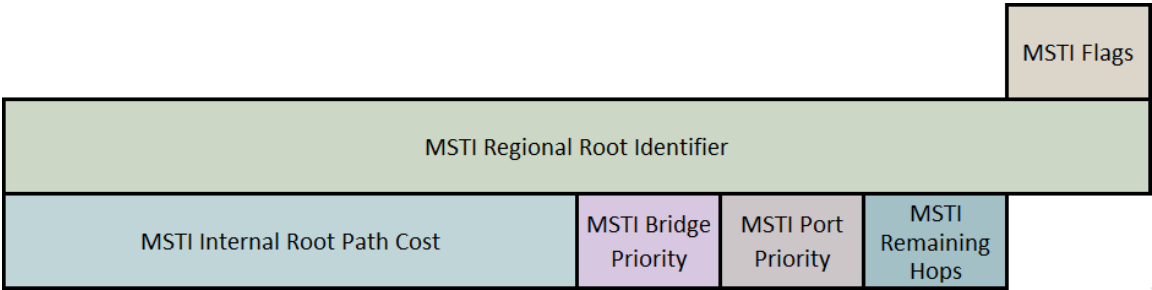 MSTI Flags
MSTI Regional Root Identifier
MSTI Internal Root Path Cost
MSTI Bridge
Priority
MSTI Port
Priority
MSTI
Remaining
Hops